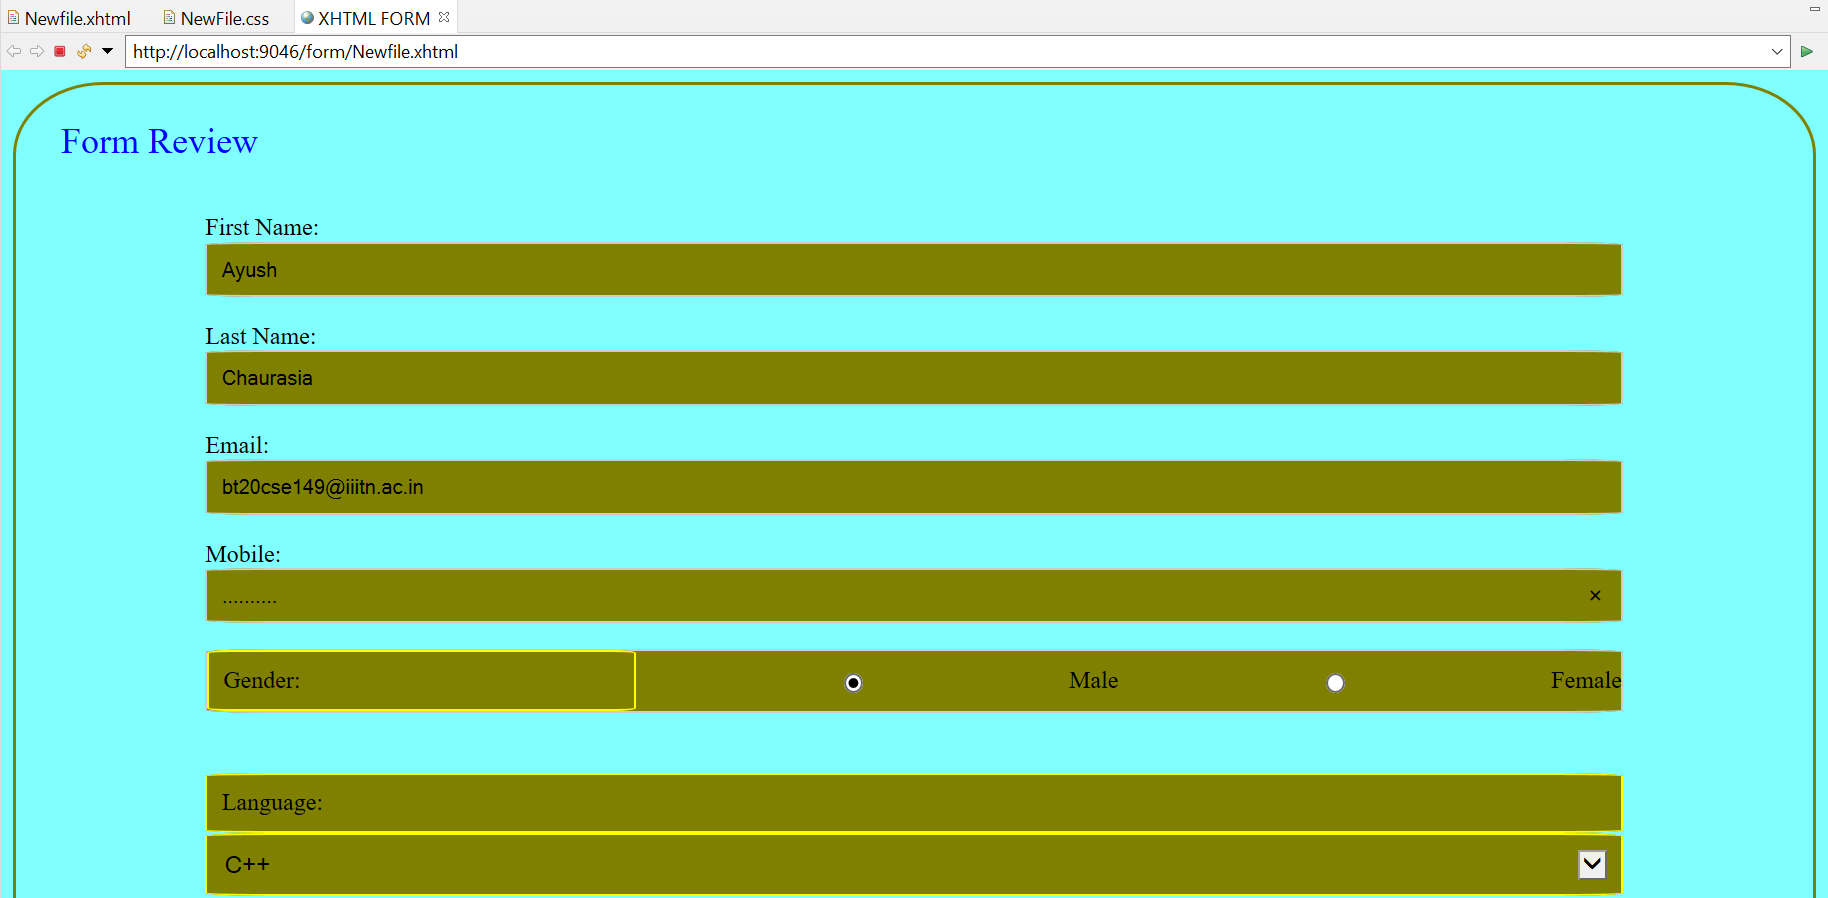 Newfile.xhtml NewFile.css XHTML FORM
http://localhost:9046/form/Newfile.xhtml
Form Review
First Name:
Ayush
Last Name:
Chaurasia
Email:
bt20cse149@iiitn.ac.in
Mobile:
..........
Gender: Male Female
Language:
C++